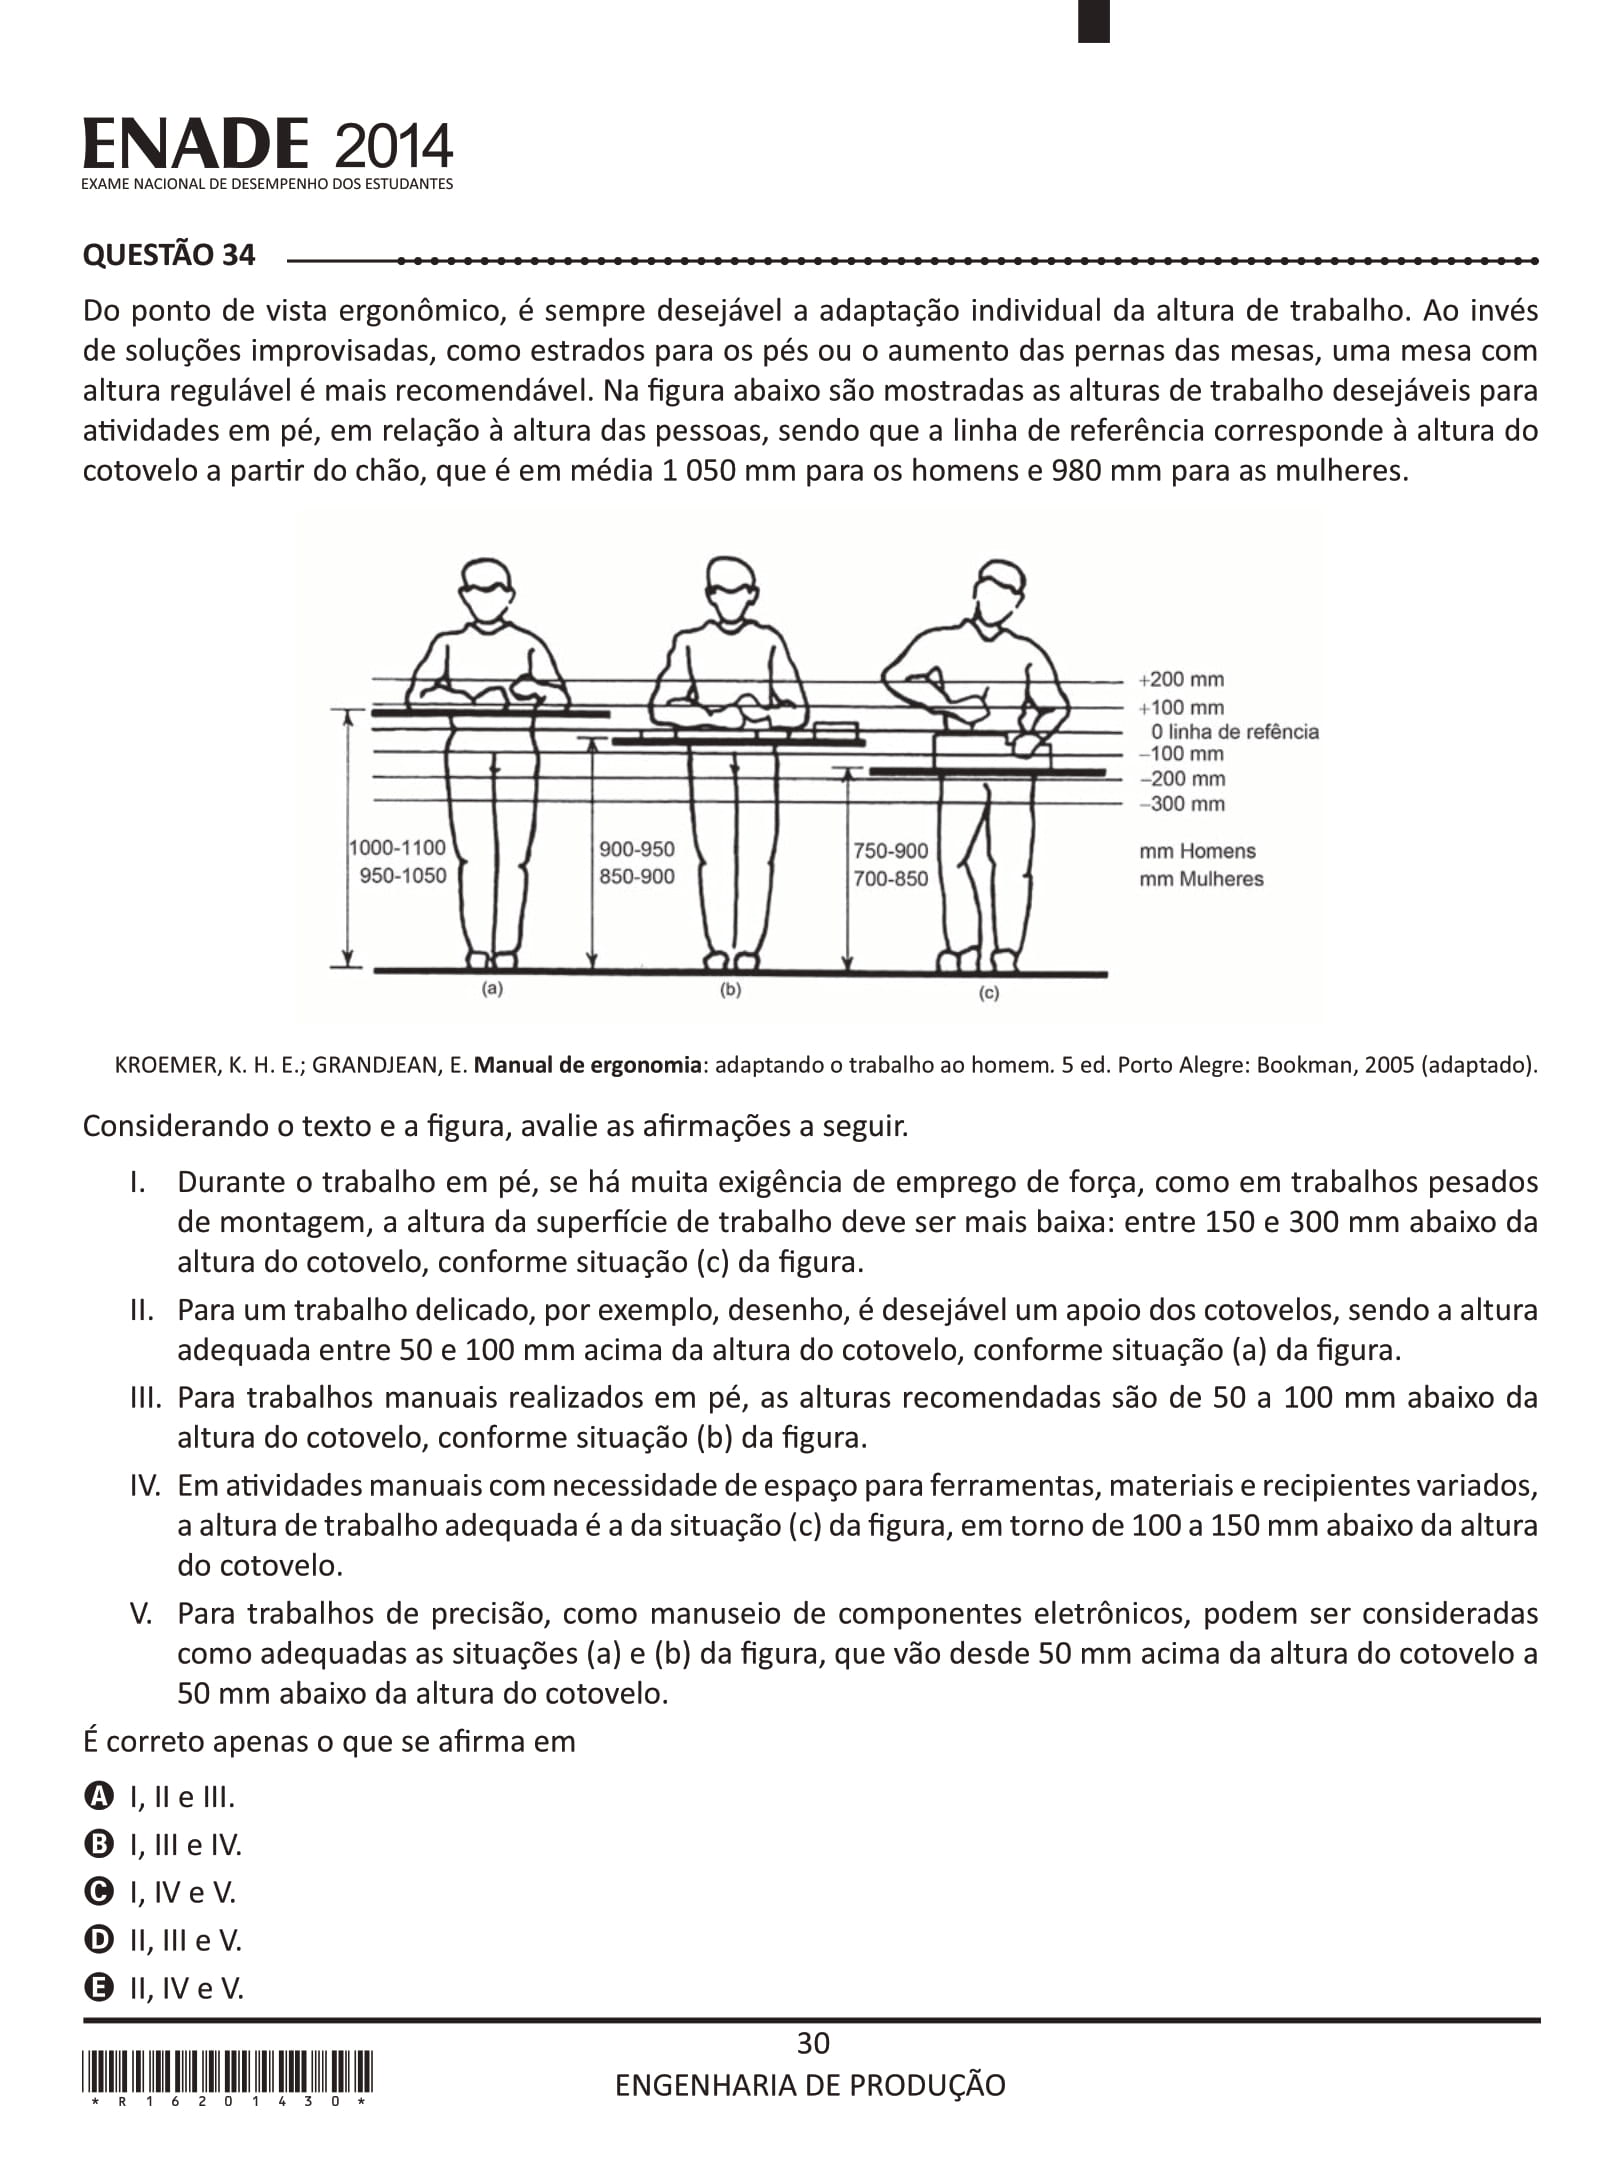 ENADE 2014
EXAME NACIONAL DE DESEMPENHO DOS ESTUDANTES
QUESTÃO 34
Do ponto de vista ergonômico, é sempre desejável a adaptação individual da altura de trabalho. Ao invés
de soluções improvisadas, como estrados para os pés ou o aumento das pernas das mesas, uma mesa com
altura regulável é mais recomendável. Na figura abaixo são mostradas as alturas de trabalho desejáveis para
atividades em pé, em relação à altura das pessoas, sendo que a linha de referência corresponde à altura do
cotovelo a partir do chão, que é em média 1 050 mm para os homens e 980 mm para as mulheres.
+200 mm
+100 mm
0 linha de refência
−100 mm
−200 mm
−300 mm
1000-1100 900-950 750-900 mm Homens
950-1050 850-900 700-850 mm Mulheres
(a) (b) (c)
KROEMER, K. H. E.; GRANDJEAN, E. Manual de ergonomia: adaptando o trabalho ao homem. 5 ed. Porto Alegre: Bookman, 2005 (adaptado).
Considerando o texto e a figura, avalie as afirmações a seguir.
I. Durante o trabalho em pé, se há muita exigência de emprego de força, como em trabalhos pesados
de montagem, a altura da superfície de trabalho deve ser mais baixa: entre 150 e 300 mm abaixo da
altura do cotovelo, conforme situação (c) da figura.
II. Para um trabalho delicado, por exemplo, desenho, é desejável um apoio dos cotovelos, sendo a altura
adequada entre 50 e 100 mm acima da altura do cotovelo, conforme situação (a) da figura.
III. Para trabalhos manuais realizados em pé, as alturas recomendadas são de 50 a 100 mm abaixo da
altura do cotovelo, conforme situação (b) da figura.
IV. Em atividades manuais com necessidade de espaço para ferramentas, materiais e recipientes variados,
a altura de trabalho adequada é a da situação (c) da figura, em torno de 100 a 150 mm abaixo da altura
do cotovelo.
V. Para trabalhos de precisão, como manuseio de componentes eletrônicos, podem ser consideradas
como adequadas as situações (a) e (b) da figura, que vão desde 50 mm acima da altura do cotovelo a
50 mm abaixo da altura do cotovelo.
É correto apenas o que se afirma em
A I, II e III.
B I, III e IV.
C I, IV e V.
D II, III e V.
E II, IV e V.
30
ENGENHARIA DE PRODUÇÃO
* R 1 6 2 0 1 4 3 0 *